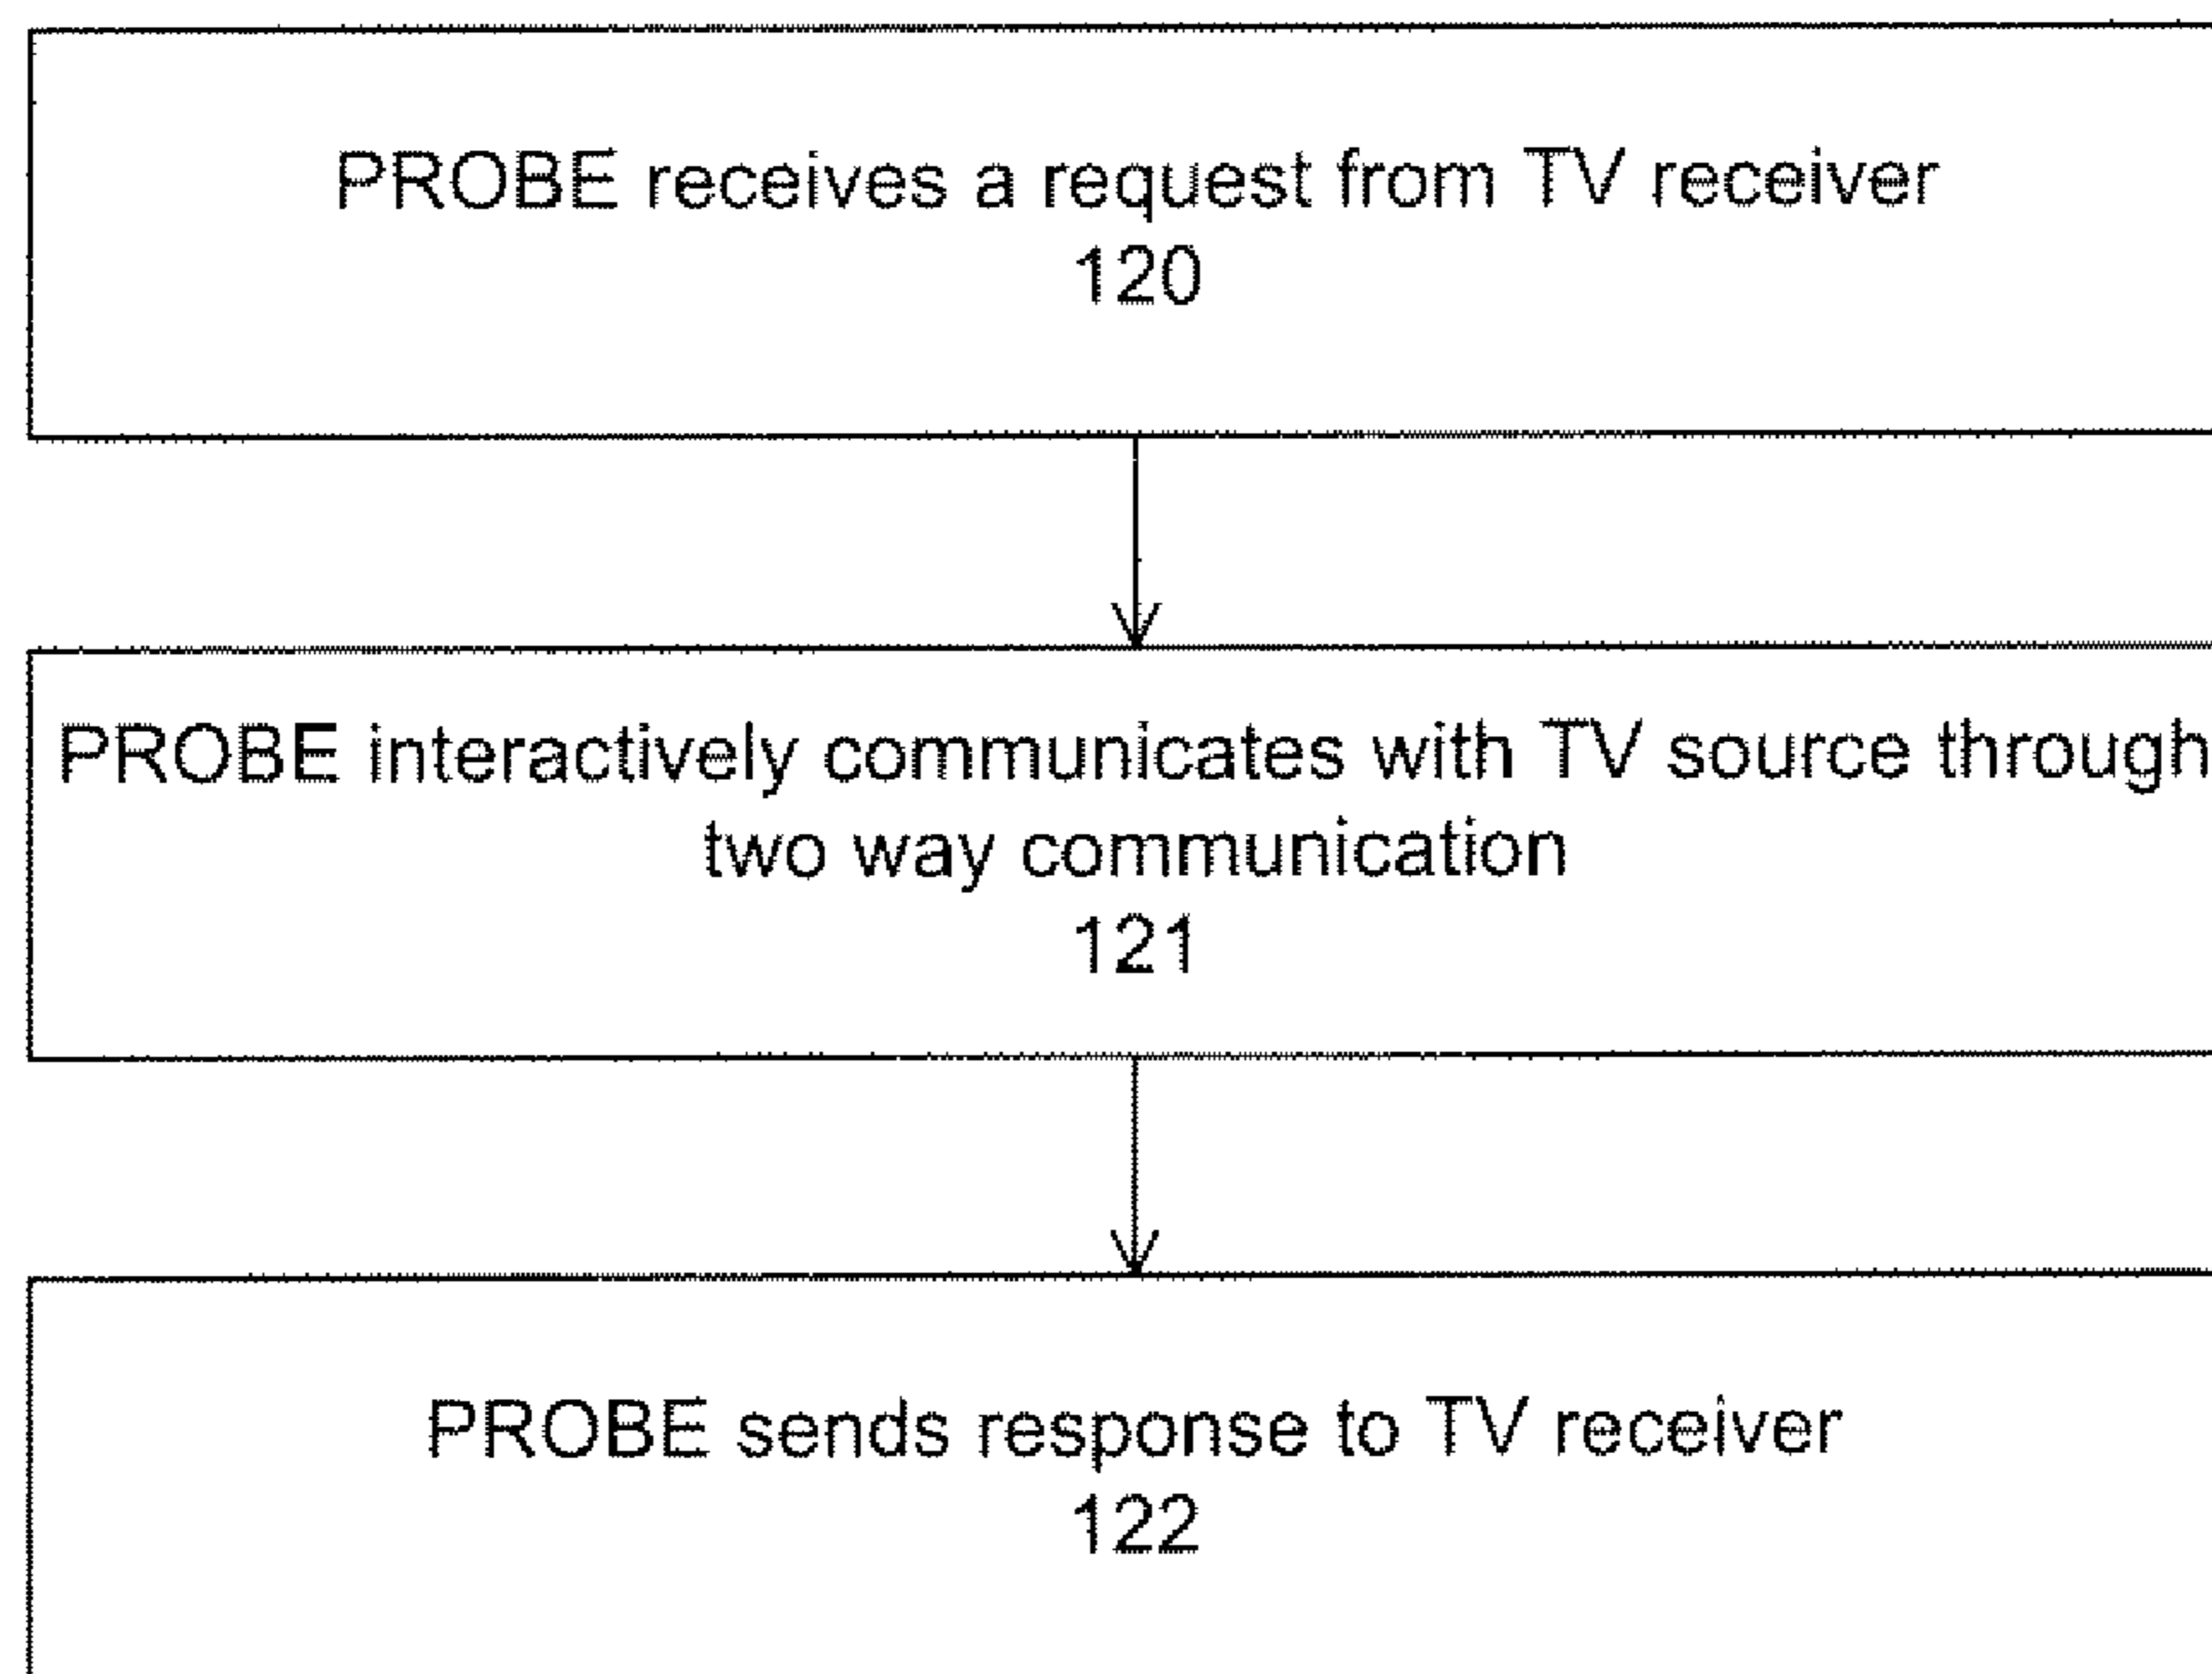 PROBE receives a request from TV receiver
120
PROBE interactively communicates with TV source through
two way communication
121
PROBE sends response to TV receiver
122